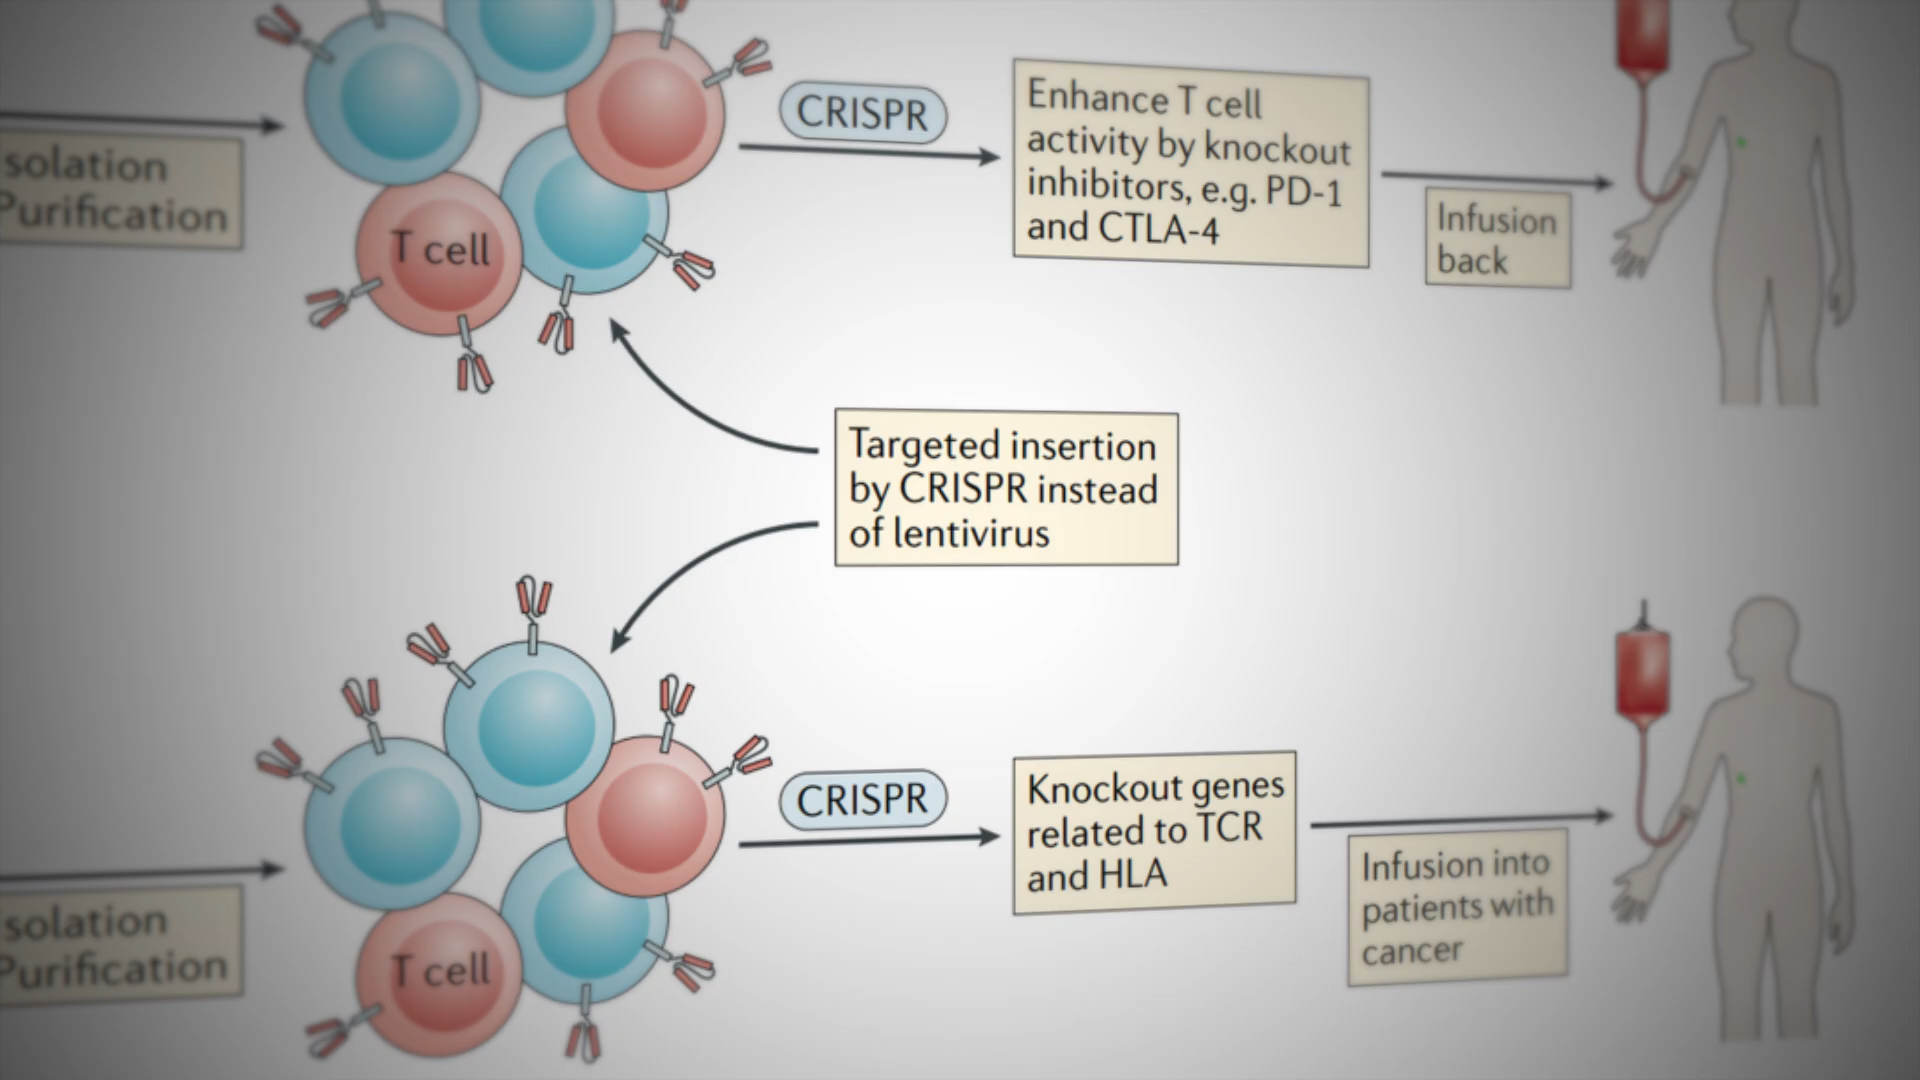 solation
Purification
T cell
CRISPR
Enhance T cell
activity by knockout
inhibitors, e.g. PD-1
and CTLA-4
Infusion
back
Targeted insertion
by CRISPR instead
of lentivirus
solation
Purification
T cell
CRISPR
Knockout genes
related to TCR
and HLA
Infusion into
patients with
cancer